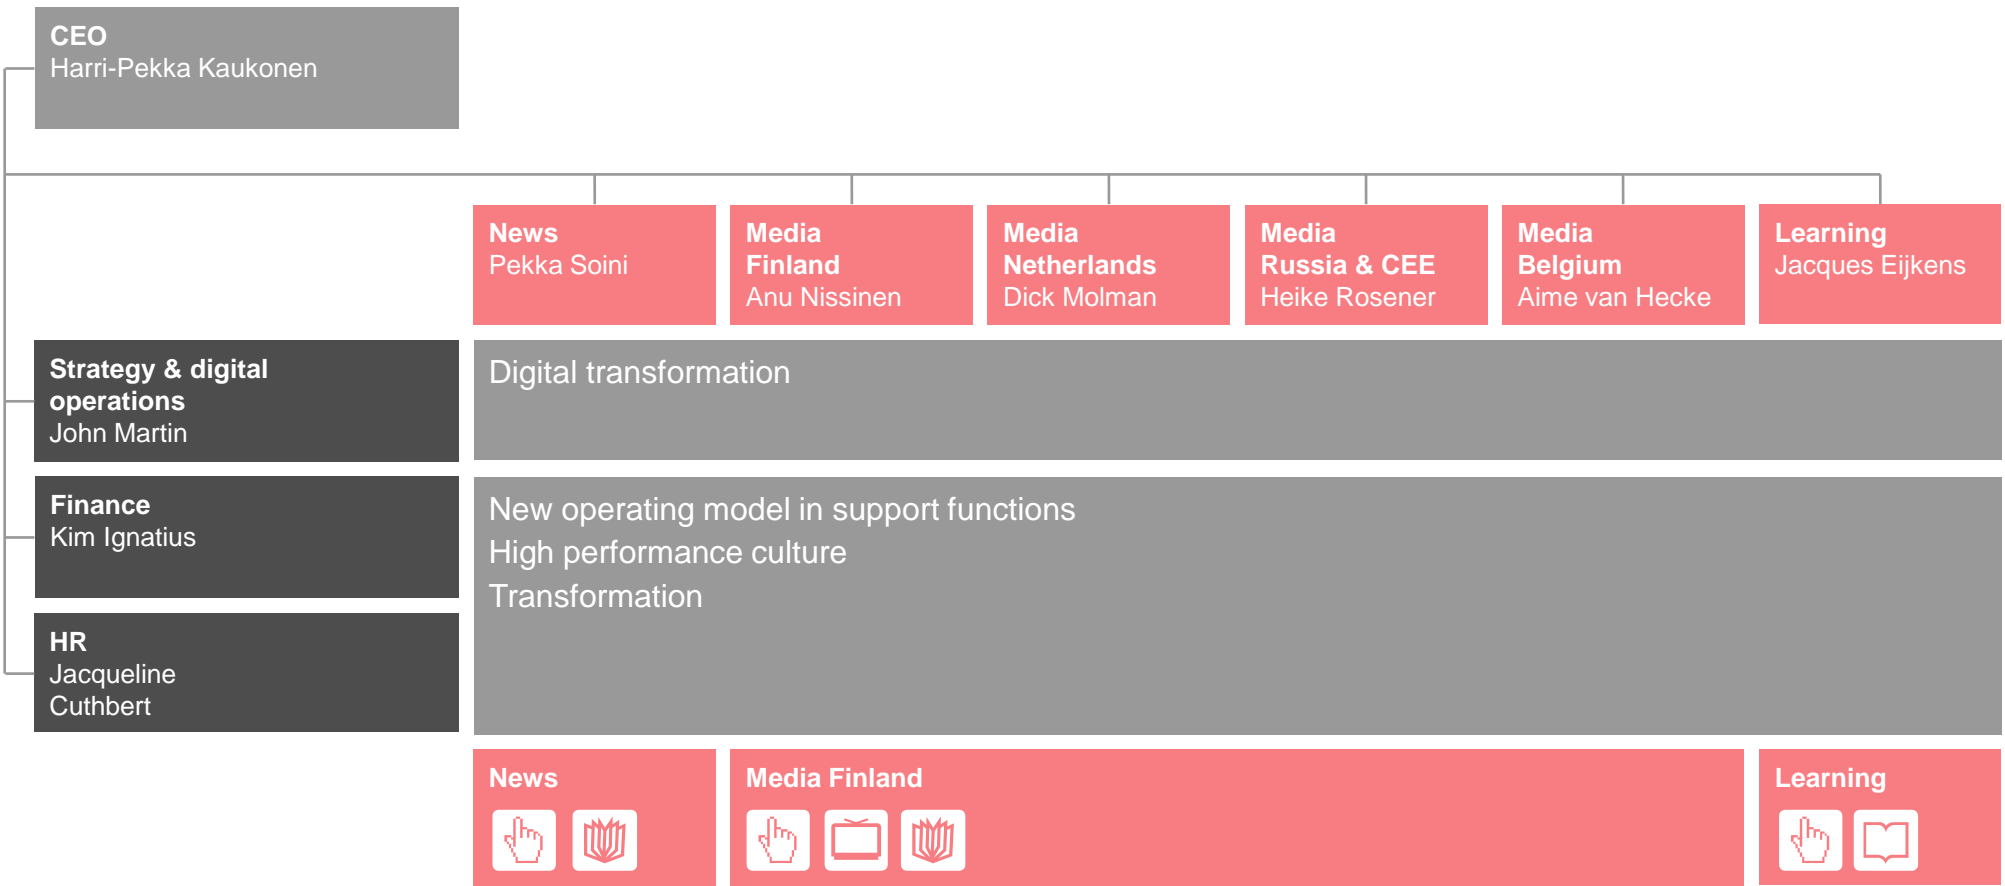 CEO
Harri-Pekka Kaukonen
News
Pekka Soini
Media
Finland
Anu Nissinen
Media
Netherlands
Dick Molman
Media
Russia & CEE
Heike Rosener
Media
Belgium
Aime van Hecke
Learning
Jacques Eijkens
Strategy & digital
operations
John Martin
Digital transformation
Finance
Kim Ignatius
New operating model in support functions
High performance culture
Transformation
HR
Jacqueline
Cuthbert
News
Media Finland
Learning